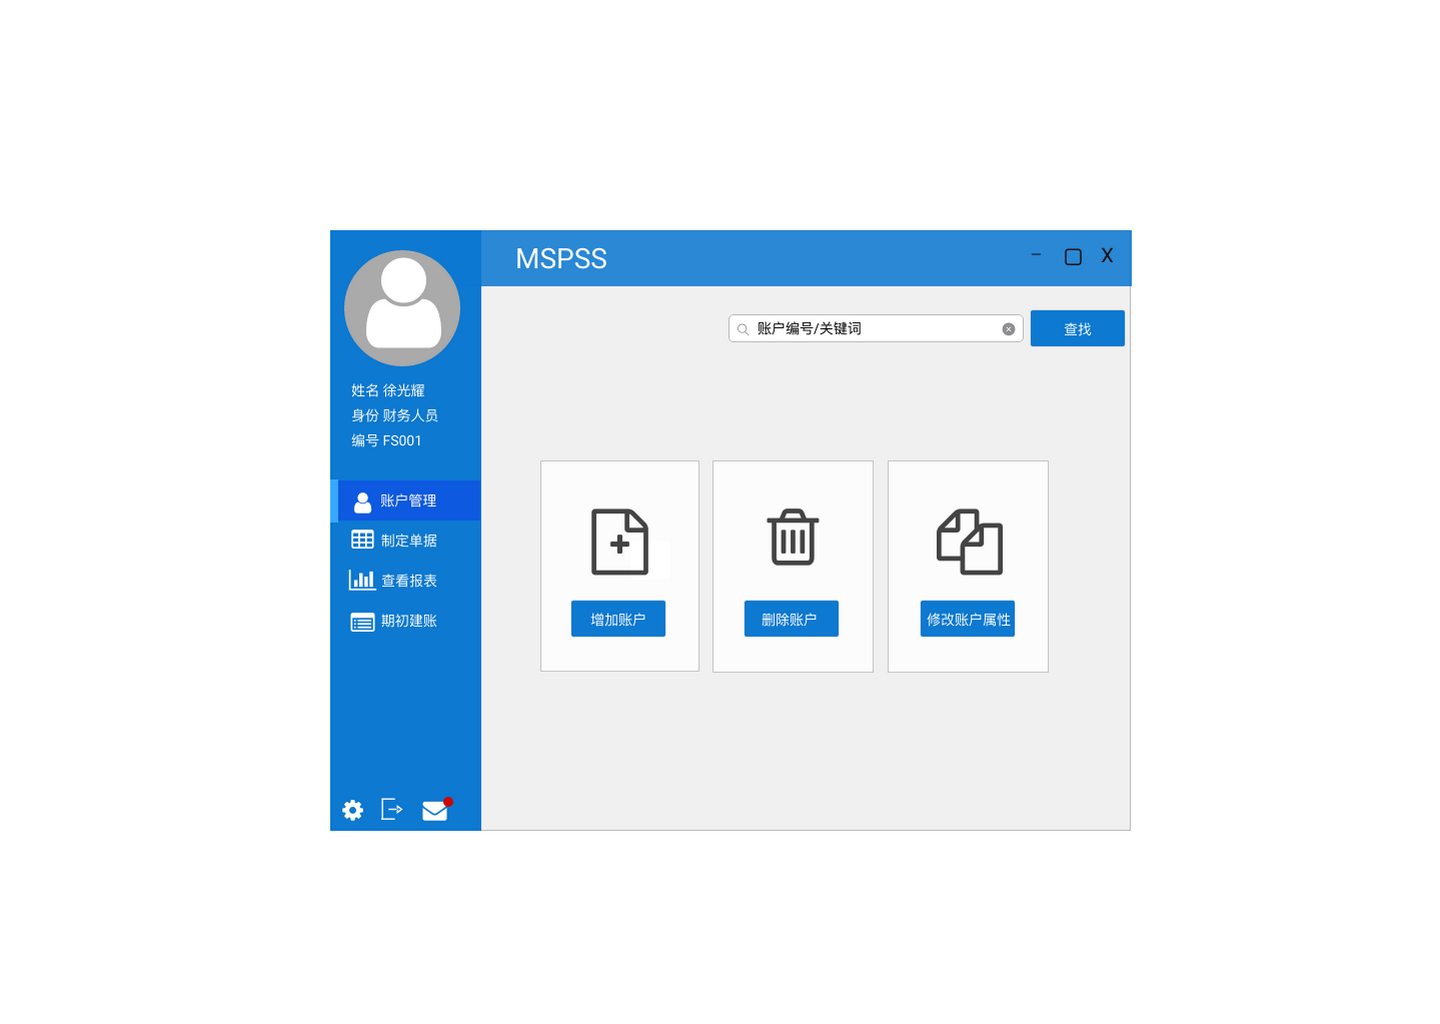 MSPSS
X
账户编号/关键词
查找
姓名 徐光耀
身份 财务人员
编号 FS001
账户管理
制定单据
查看报表
期初建账
增加账户
删除账户
修改账户属性